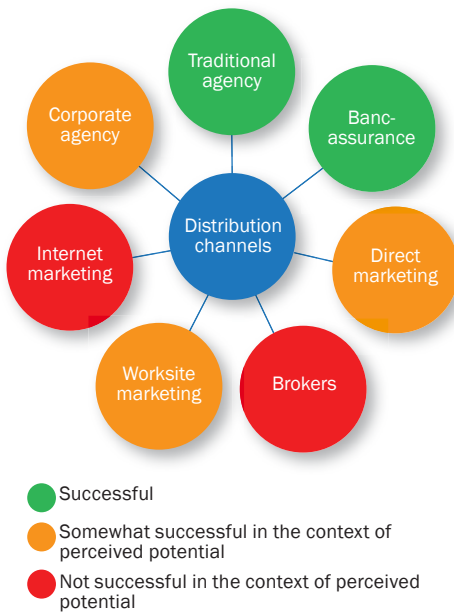 Traditional
agency
Corporate
agency
Banc-
assurance
Distribution
channels
Internet
marketing
Direct
marketing
Worksite
marketing
Brokers
Successful
Somewhat successful in the context of
perceived potential
Not successful in the context of perceived
potential